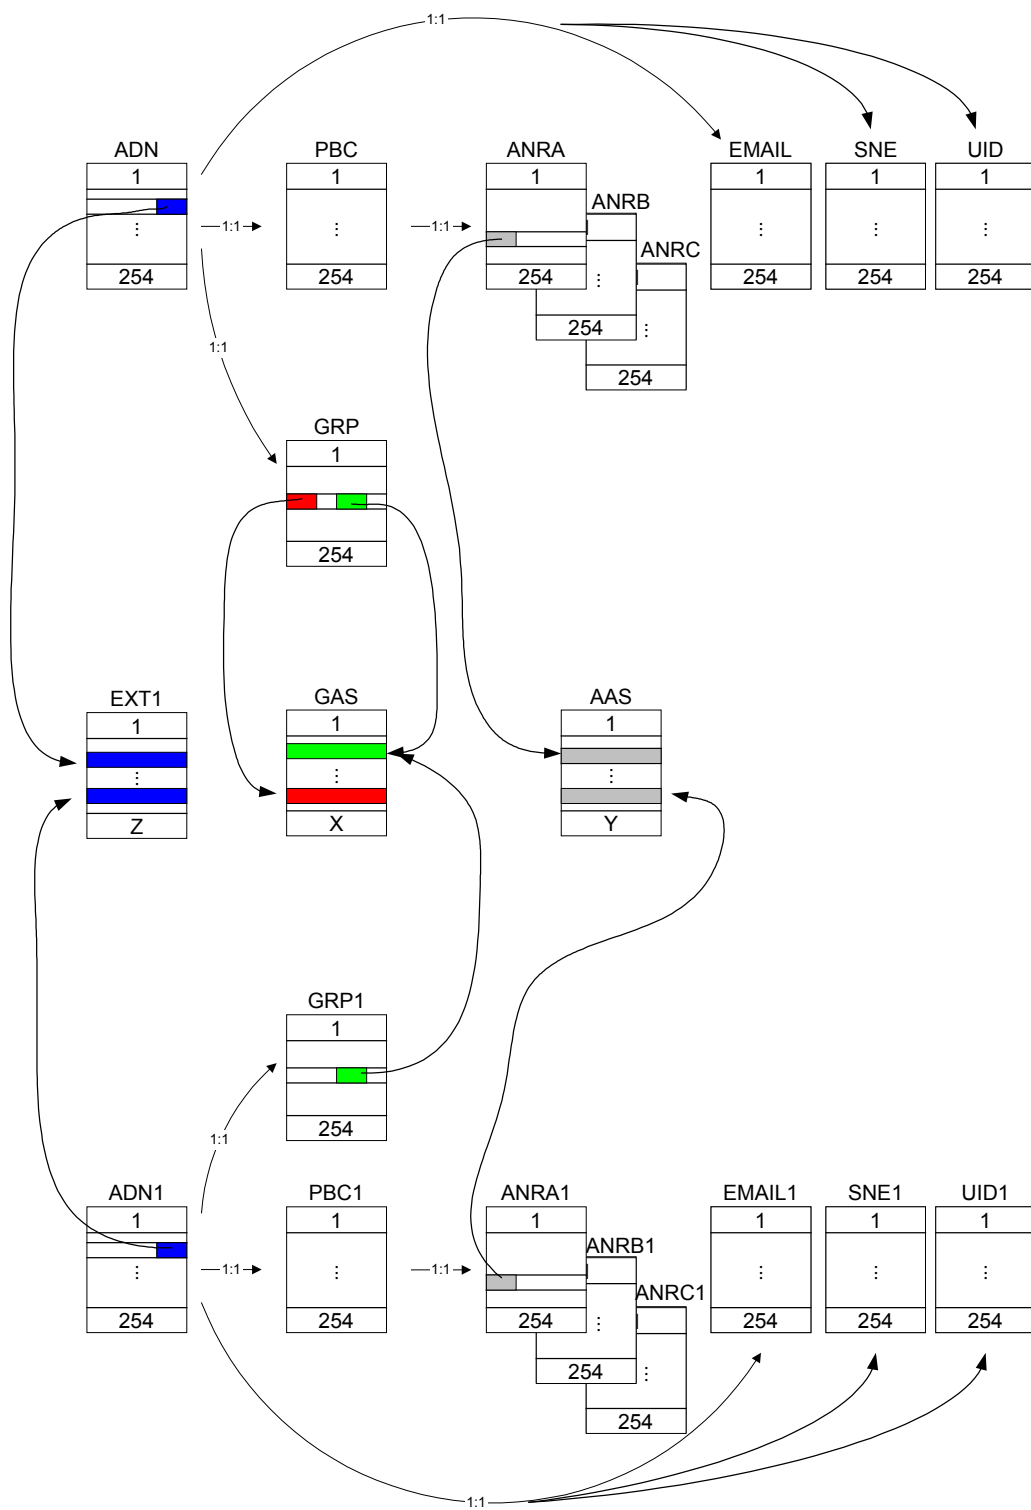 1:1
ADN PBC ANRA EMAIL SNE UID
1 1 1 1 1 1
ANRB
⋮ 1:1 ⋮ 1:1 ⋮ ⋮ ⋮
ANRC
254 254 254 ⋮ 254 254 254
254 ⋮
1:1
254
GRP
1
254
EXT1 GAS AAS
1 1 1
⋮ ⋮ ⋮
Z X Y
GRP1
1
254
1:1
ADN1 PBC1 ANRA1 EMAIL1 SNE1 UID1
1 1 1 1 1 1
ANRB1
⋮ 1:1 ⋮ 1:1 ⋮ ⋮ ⋮
ANRC1
254 254 254 ⋮ 254 254 254
254 ⋮
254
1:1